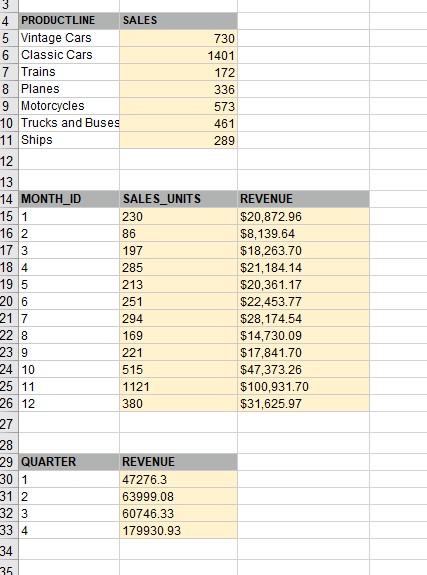 3
4 PRODUCTLINE SALES
5 Vintage Cars 730
6 Classic Cars 1401
7 Trains 172
8 Planes 336
9 Motorcycles 573
10 Trucks and Buses 461
11 Ships 289
12
13
14 MONTH_ID SALES_UNITS REVENUE
15 1 230 $20,872.96
16 2 86 $8,139.64
17 3 197 $18,263.70
18 4 285 $21,184.14
19 5 213 $20,361.17
20 6 251 $22,453.77
21 7 294 $28,174.54
22 8 169 $14,730.09
23 9 221 $17,841.70
24 10 515 $47,373.26
25 11 1121 $100,931.70
26 12 380 $31,625.97
27
28
29 QUARTER REVENUE
30 1 47276.3
31 2 63999.08
32 3 60746.33
33 4 179930.93
34
35